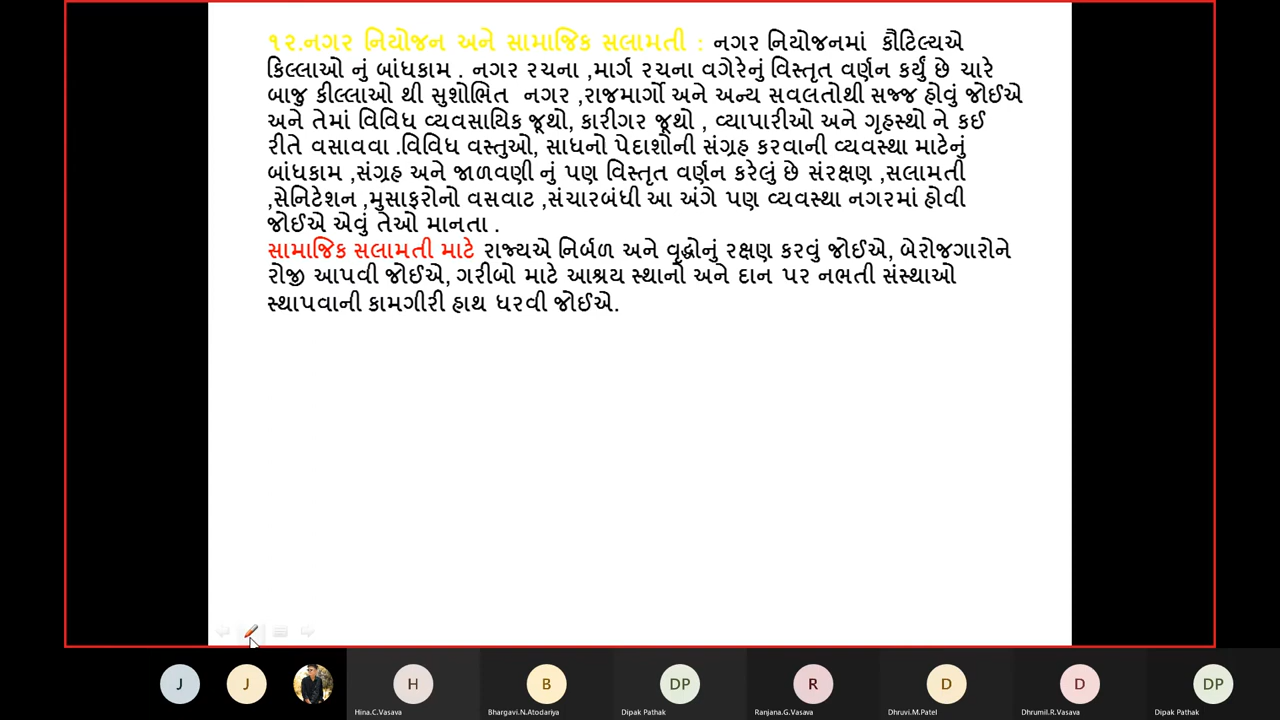 ૧૨.નગર નિયોજન અને સામાજિક સલામતી : નગર નિયોજનમાં કૌટિલ્યએ
કિલ્લાઓ નું બાંધકામ . નગર રચના ,માર્ગ રચના વગેરેનું વિસ્તૃત વર્ણન કર્યું છે ચારે
બાજુ કીલ્લાઓ થી સુશોભિત નગર ,રાજમાર્ગો અને અન્ય સવલતોથી સજ્જ હોવું જોઈએ
અને તેમાં વિવિધ વ્યવસાયિક જૂથો, કારીગર જૂથો , વ્યાપારીઓ અને ગૃહસ્થો ને કઈ
રીતે વસાવવા .વિવિધ વસ્તુઓ, સાધનો પેદાશોની સંગ્રહ કરવાની વ્યવસ્થા માટેનું
બાંધકામ ,સંગ્રહ અને જાળવણી નું પણ વિસ્તૃત વર્ણન કરેલું છે સંરક્ષણ ,સલામતી
,સેનિટેશન ,મુસાફરોનો વસવાટ ,સંચારબંધી આ અંગે પણ વ્યવસ્થા નગરમાં હોવી
જોઈએ એવું તેઓ માનતા .
સામાજિક સલામતી માટે રાજ્યએ નિર્બળ અને વૃદ્ધોનું રક્ષણ કરવું જોઈએ, બેરોજગારોને
રોજી આપવી જોઈએ, ગરીબો માટે આશ્રય સ્થાનો અને દાન પર નભતી સંસ્થાઓ
સ્થાપવાની કામગીરી હાથ ધરવી જોઈએ.
J J H B DP R D D DP
Hina.C.Vasava Bhargavi.N.Atodariya Dipak Pathak Ranjana.G.Vasava Dhruvi.M.Patel Dhrumil.R.Vasava Dipak Pathak